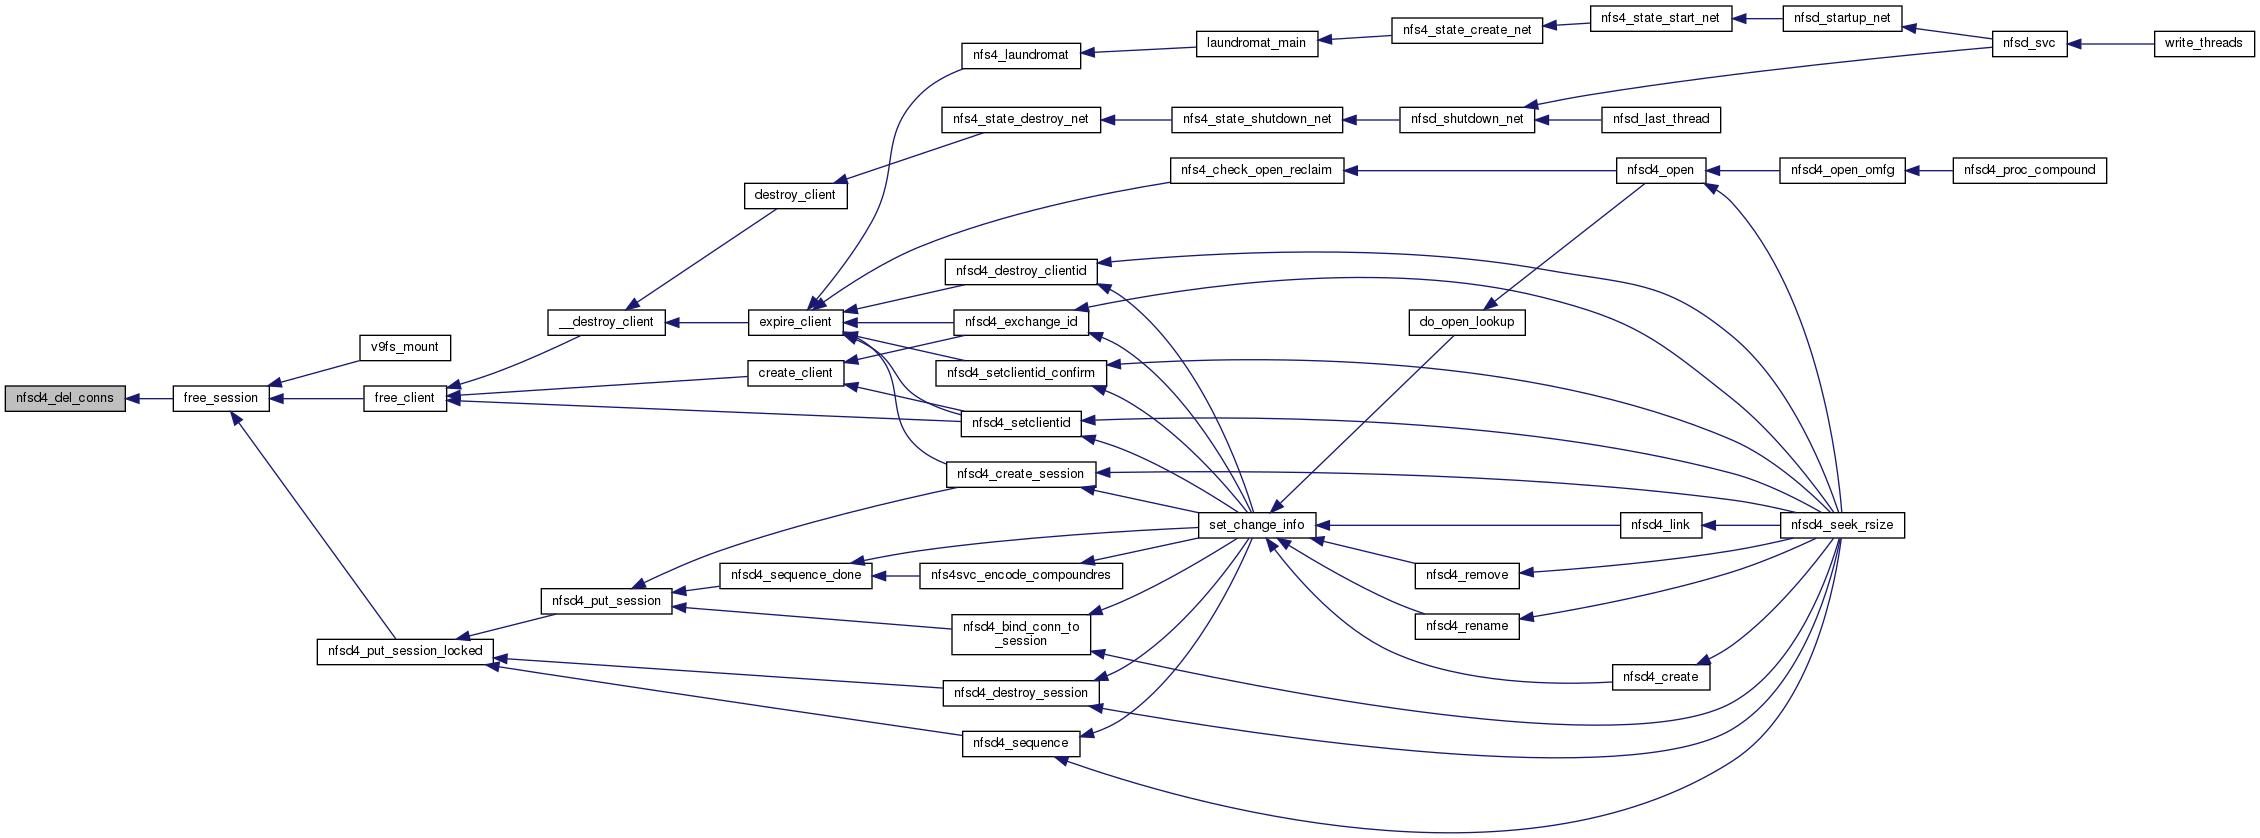 nfsd4_del_conns
free_session
v9fs_mount
free_client
nfsd4_put_session_locked
__destroy_client
nfsd4_put_session
destroy_client
expire_client
create_client
nfsd4_sequence_done
nfs4_laundromat
nfs4_state_destroy_net
nfsd4_destroy_clientid
nfsd4_exchange_id
nfsd4_setclientid_confirm
nfsd4_setclientid
nfsd4_create_session
nfs4svc_encode_compoundres
nfsd4_bind_conn_to
_session
nfsd4_destroy_session
nfsd4_sequence
laundromat_main
nfs4_state_shutdown_net
nfs4_check_open_reclaim
set_change_info
nfs4_state_create_net
nfsd_shutdown_net
do_open_lookup
nfsd4_remove
nfsd4_rename
nfs4_state_start_net
nfsd_last_thread
nfsd4_open
nfsd4_link
nfsd4_create
nfsd_startup_net
nfsd4_open_omfg
nfsd4_seek_rsize
nfsd_svc
nfsd4_proc_compound
write_threads